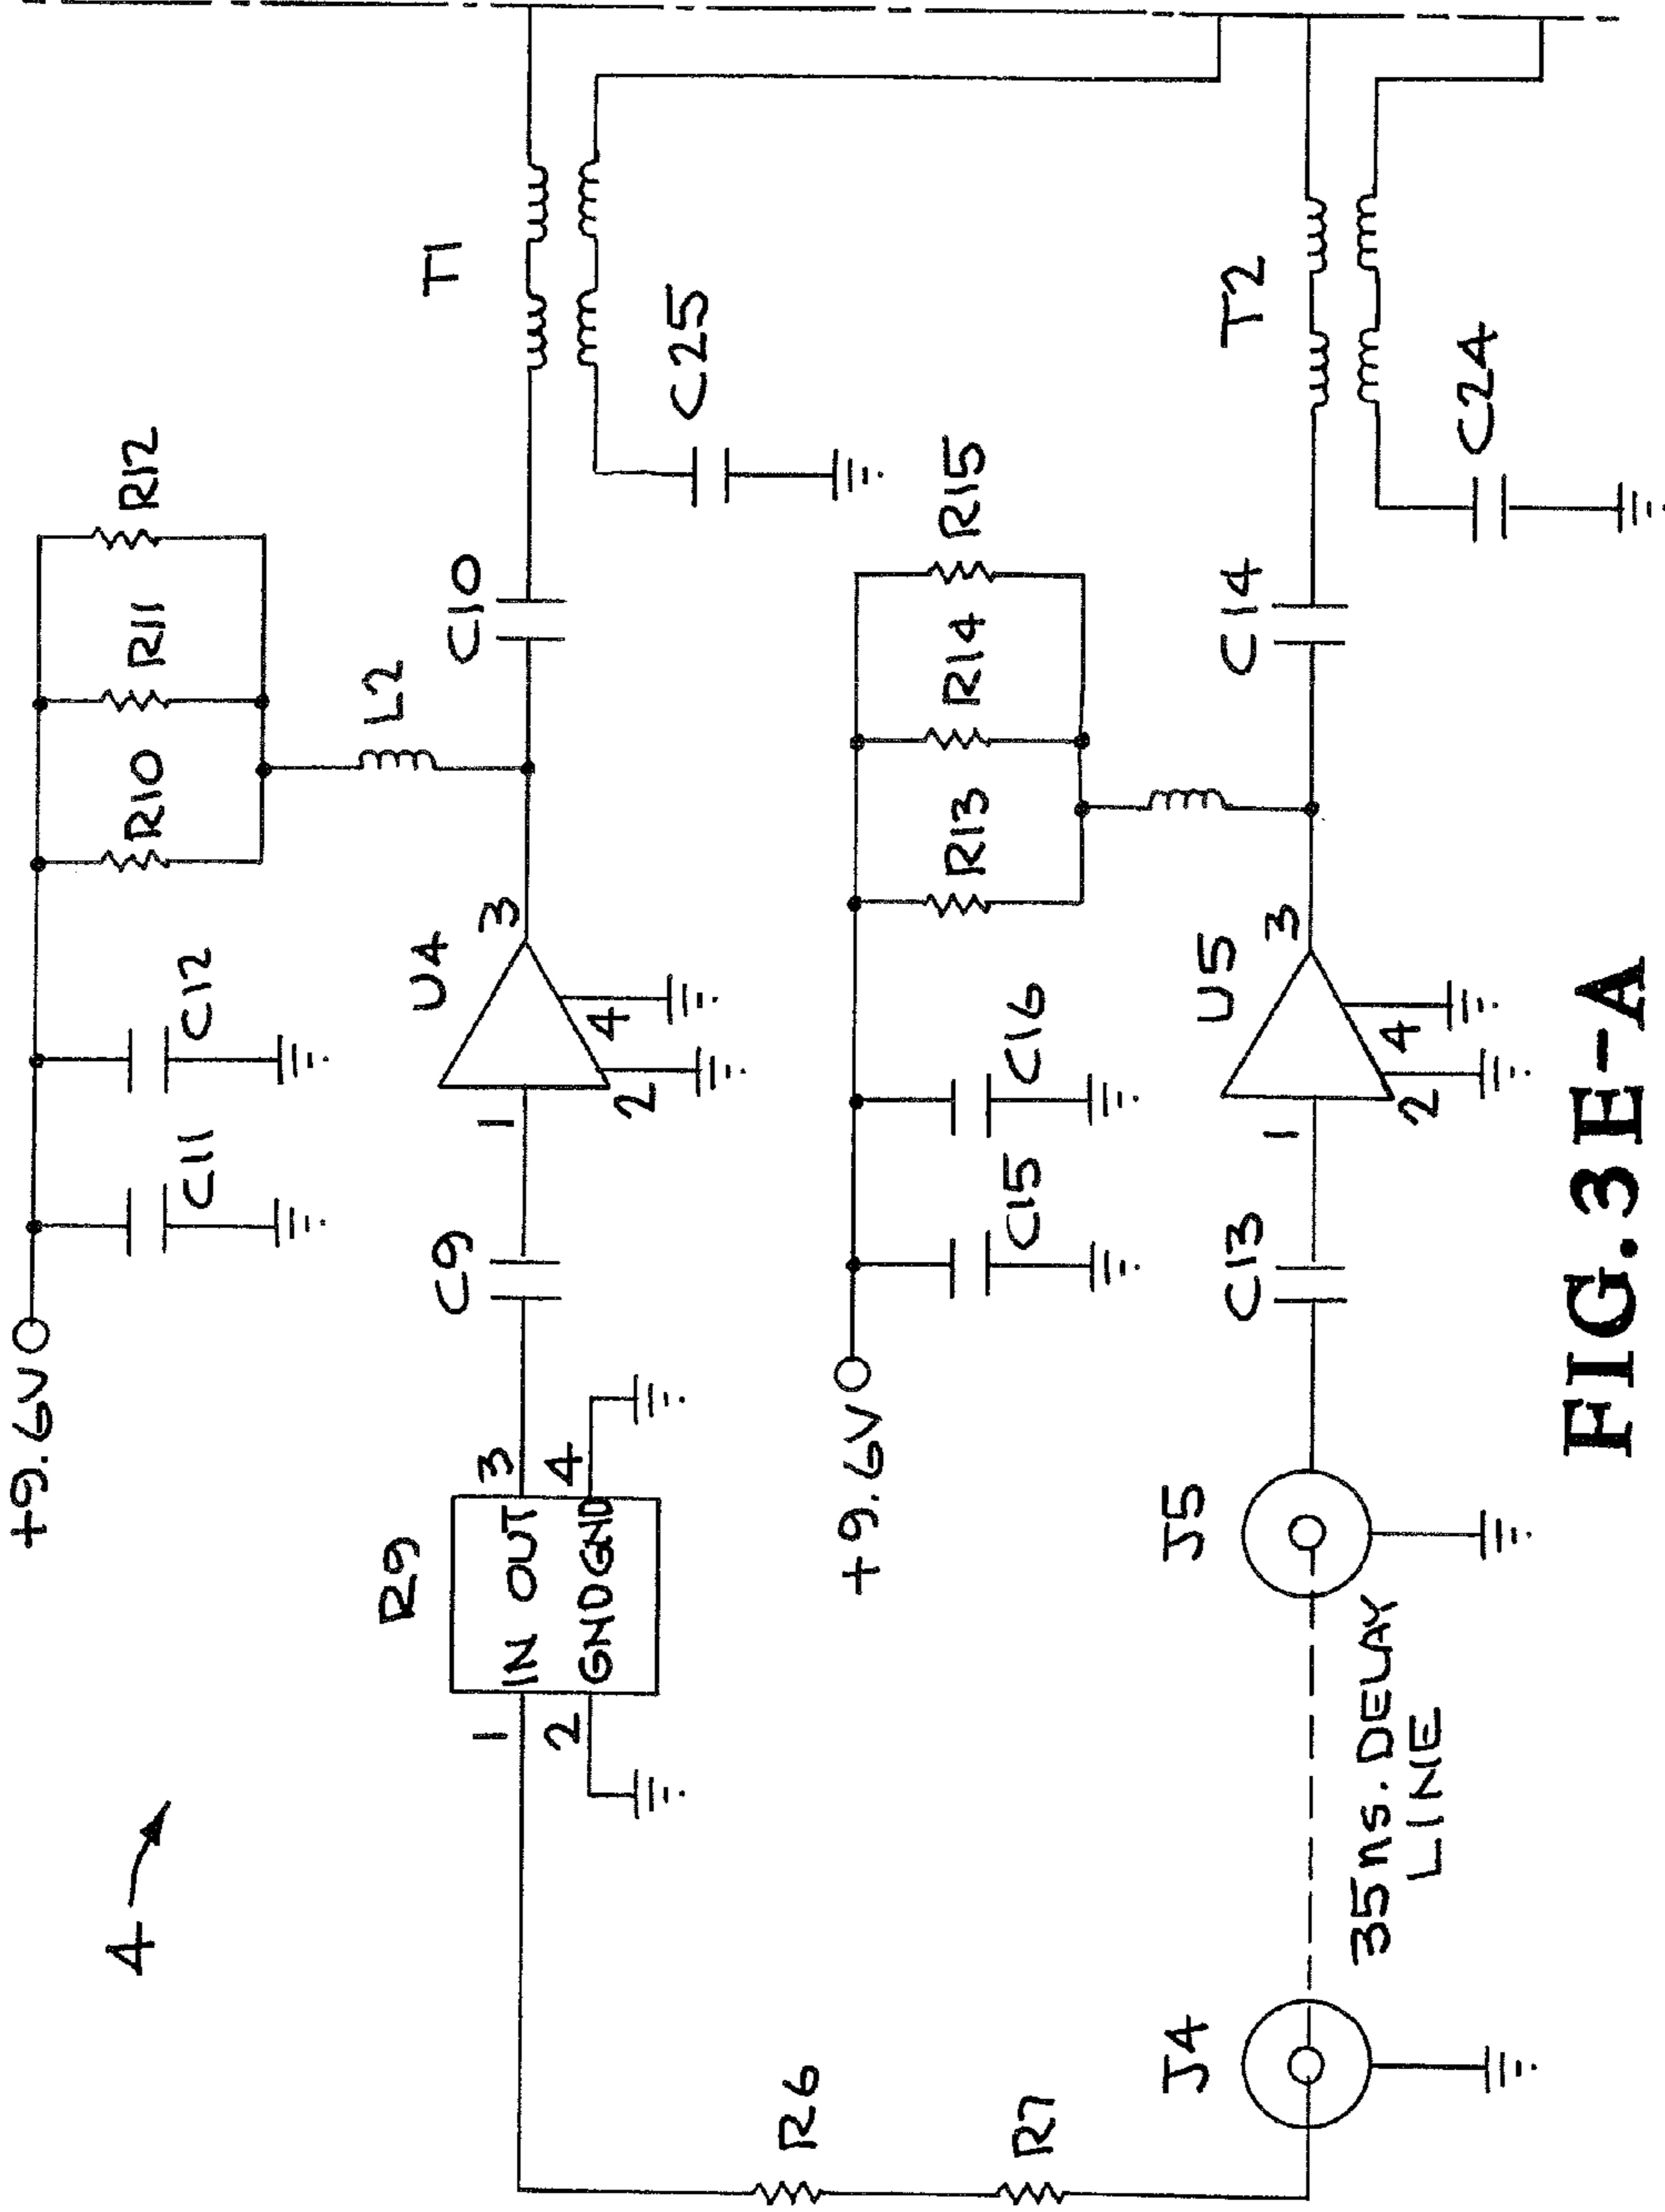 4
+9.6V
C11
C12
R10
R11
R12
L2
R9
1
IN OUT
3
2
GND GND
4
C9
1
U4
3
2
4
C10
T1
C25
+9.6V
C15
C16
R13
R14
R15
R6
R7
J4
35ns. DELAY
LINE
J5
C13
1
U5
3
2
4
C14
T2
C24
FIG.3E-A